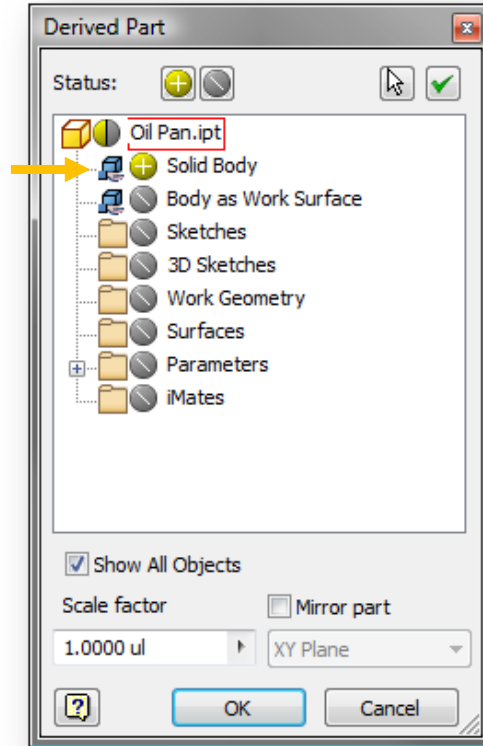 Derived Part
Status:
Oil Pan.ipt
Solid Body
Body as Work Surface
Sketches
3D Sketches
Work Geometry
Surfaces
Parameters
iMates
Show All Objects
Scale factor
Mirror part
1.0000 ul
XY Plane
OK
Cancel